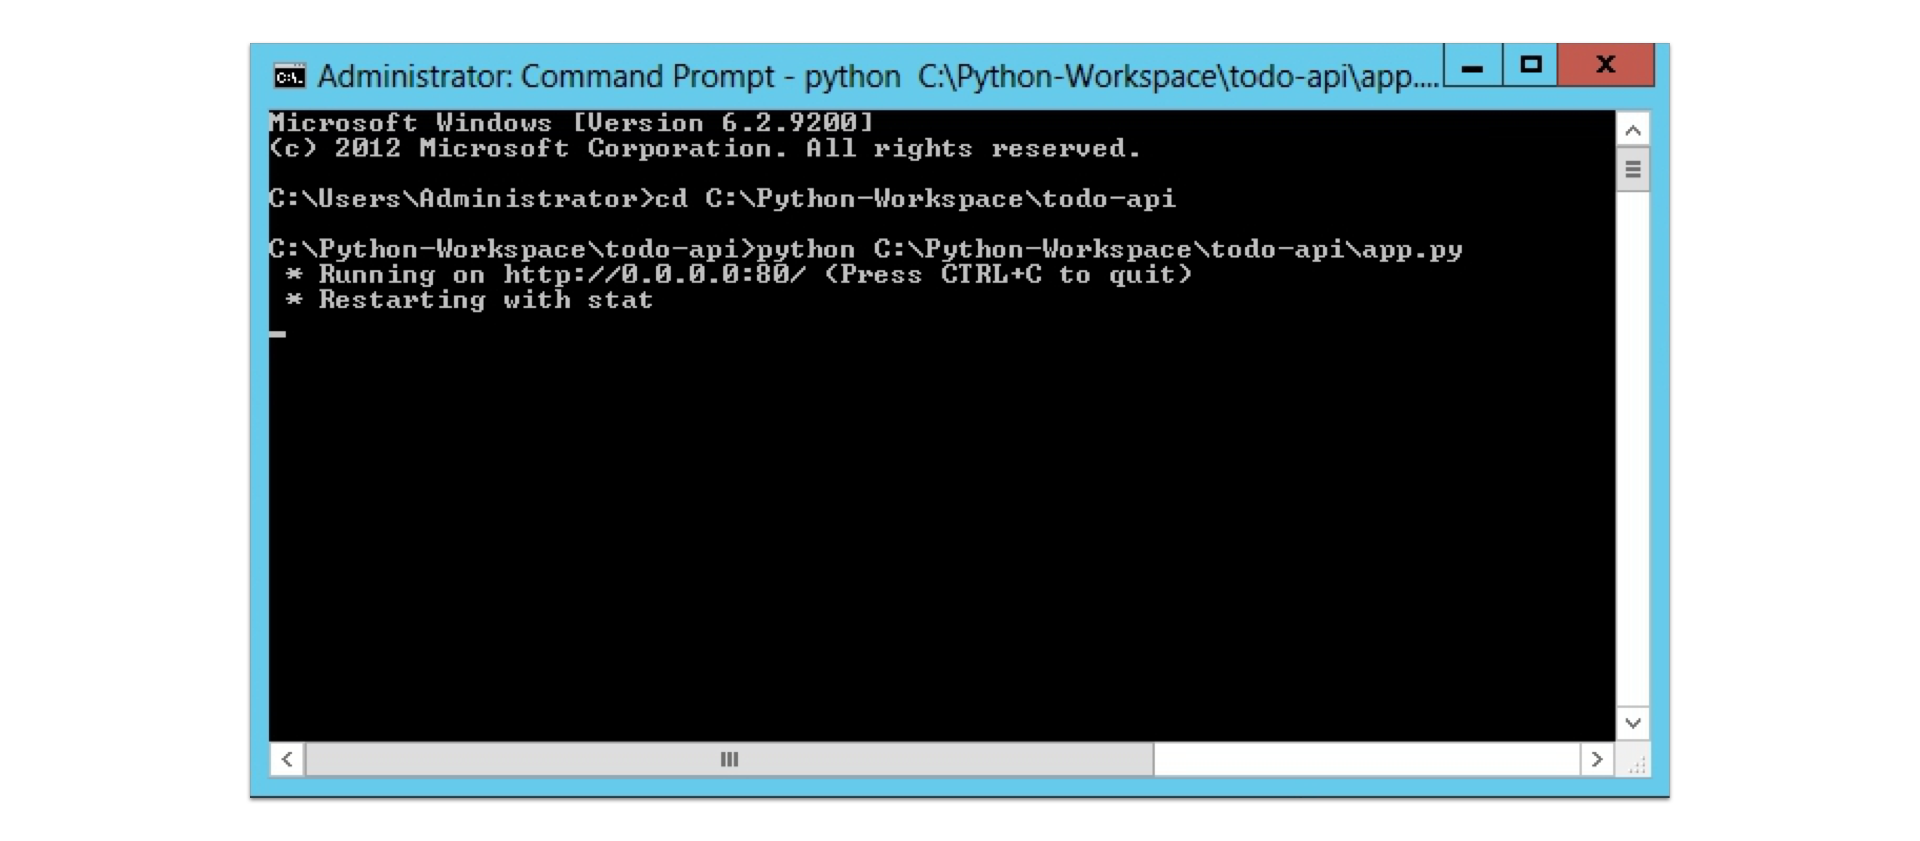 Administrator: Command Prompt - python  C:\Python-Workspace\todo-api\app....
Microsoft Windows [Version 6.2.9200]
(c) 2012 Microsoft Corporation. All rights reserved.
C:\Users\Administrator>cd C:\Python-Workspace\todo-api
C:\Python-Workspace\todo-api>python C:\Python-Workspace\todo-api\app.py
 * Running on http://0.0.0.0:80/ (Press CTRL+C to quit)
 * Restarting with stat